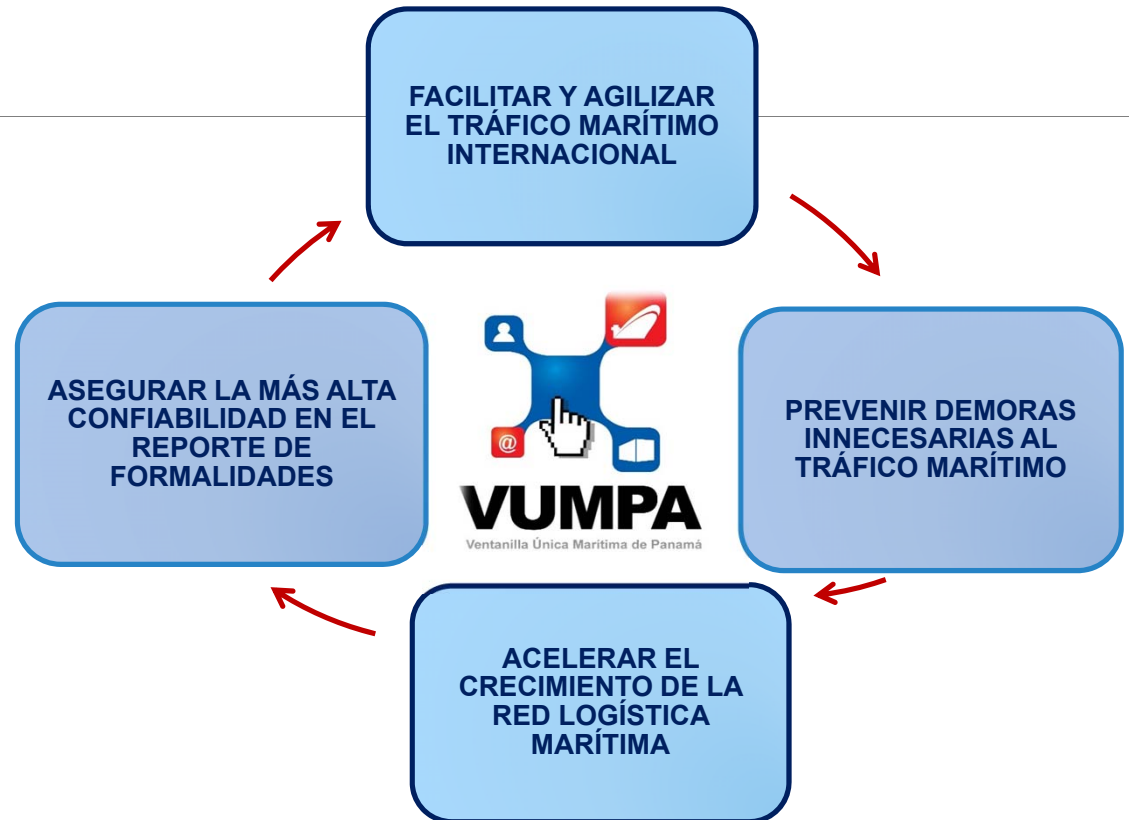 FACILITAR Y AGILIZAR
EL TRÁFICO MARÍTIMO
INTERNACIONAL
ASEGURAR LA MÁS ALTA
CONFIABILIDAD EN EL
REPORTE DE
FORMALIDADES
@
VUMPA
Ventanilla Única Marítima de Panamá
PREVENIR DEMORAS
INNECESARIAS AL
TRÁFICO MARÍTIMO
ACELERAR EL
CRECIMIENTO DE LA
RED LOGÍSTICA
MARÍTIMA